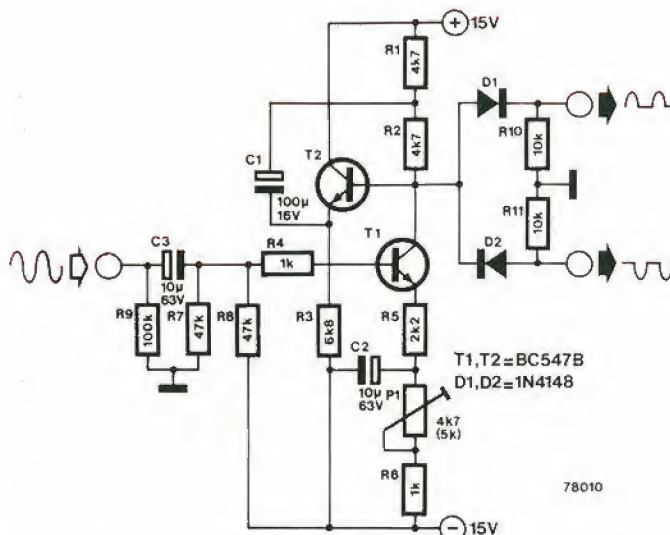 + 15V
R1
4k7
R2
4k7
D1
R10
10k
T2
C1
100µ
16V
R11
10k
D2
T1
C3
10µ
63V
R4
1k
R9
100k
R7
47k
R8
47k
R3
6k8
R5
2k2
C2
10µ
63V
P1
4k7
(5k)
T1,T2=BC547B
D1,D2=1N4148
R6
1k
78010
− 15V